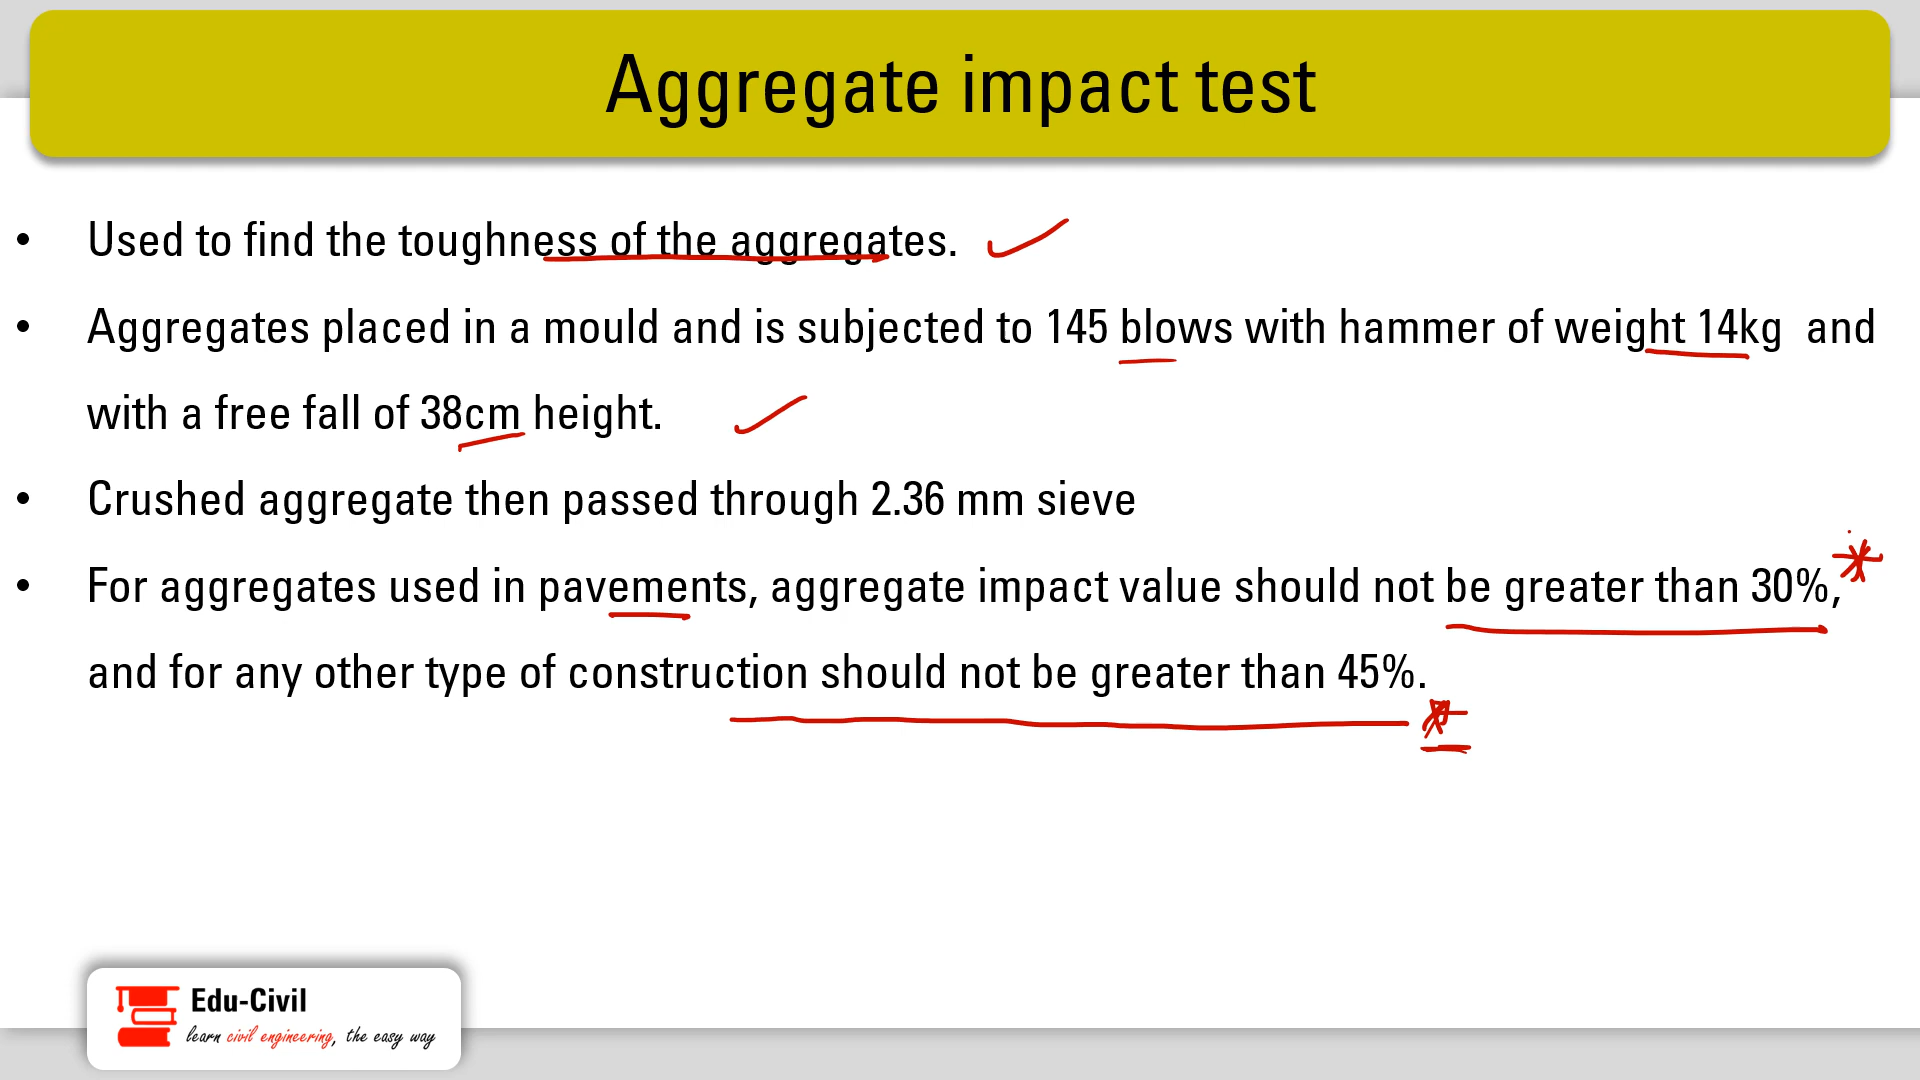 Aggregate impact test
• Used to find the toughness of the aggregates.
• Aggregates placed in a mould and is subjected to 145 blows with hammer of weight 14kg and
with a free fall of 38cm height.
• Crushed aggregate then passed through 2.36 mm sieve
• For aggregates used in pavements, aggregate impact value should not be greater than 30%,
and for any other type of construction should not be greater than 45%.
Edu-Civil
learn civil engineering, the easy way